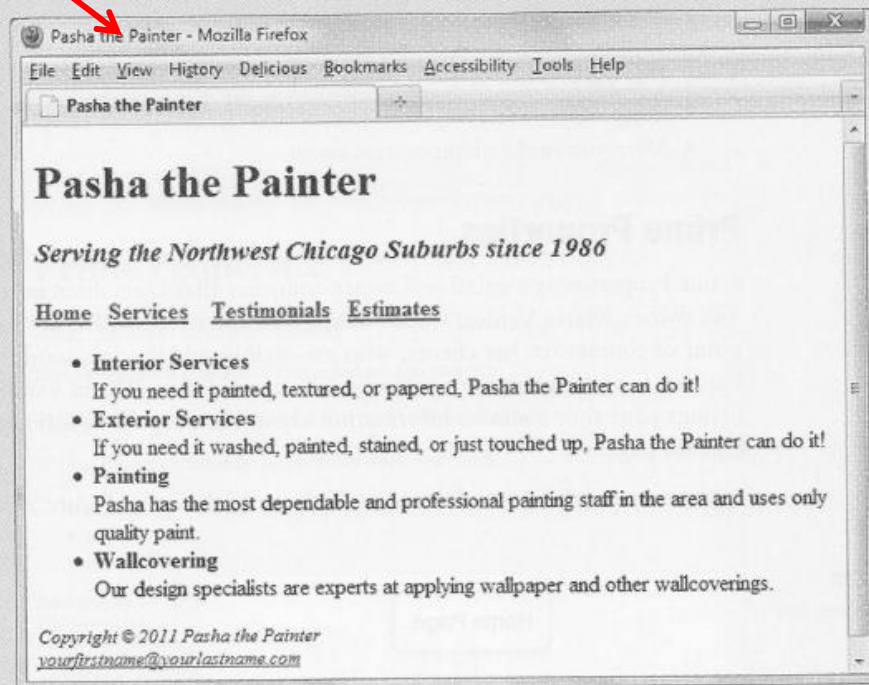 Pasha the Painter - Mozilla Firefox
File Edit View History Delicious Bookmarks Accessibility Tools Help
Pasha the Painter
Pasha the Painter
Serving the Northwest Chicago Suburbs since 1986
Home Services Testimonials Estimates
• Interior Services
If you need it painted, textured, or papered, Pasha the Painter can do it!
• Exterior Services
If you need it washed, painted, stained, or just touched up, Pasha the Painter can do it!
• Painting
Pasha has the most dependable and professional painting staff in the area and uses only
quality paint.
• Wallcovering
Our design specialists are experts at applying wallpaper and other wallcoverings.
Copyright © 2011 Pasha the Painter
yourfirstname@yourlastname.com